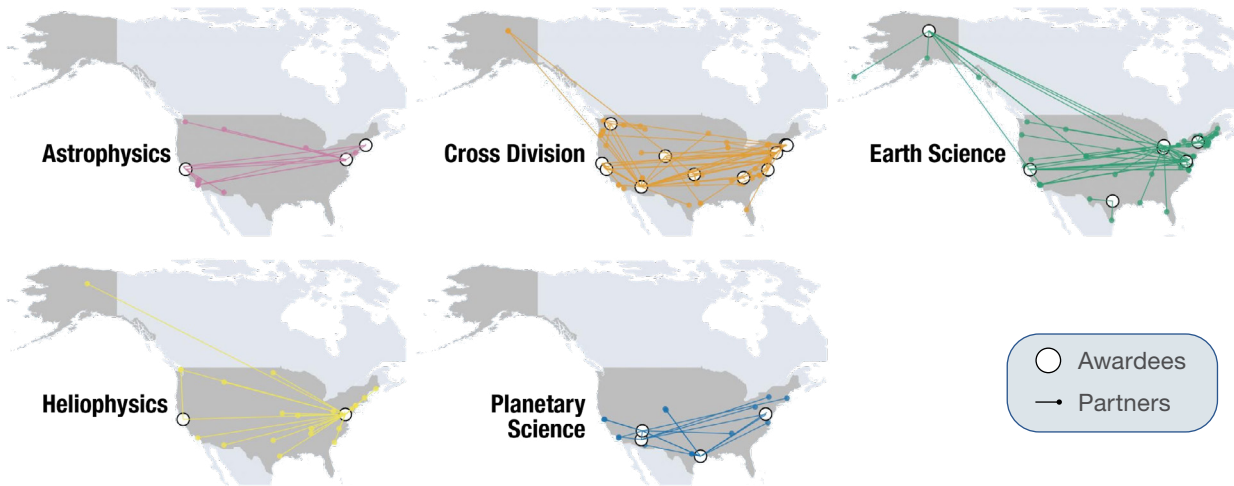 Astrophysics
Cross Division
Earth Science
Heliophysics
Planetary
Science
Awardees
Partners